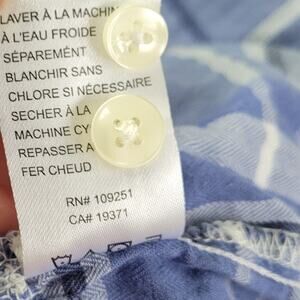 LAVER À LA MACHIN
À L'EAU FROIDE
SÉPARÉMENT
BLANCHIR SANS
CHLORE SI NÉCESSAIRE
SECHER À LA
MACHINE CY
REPASSER A
FER CHEUD
RN# 109251
CA# 19371